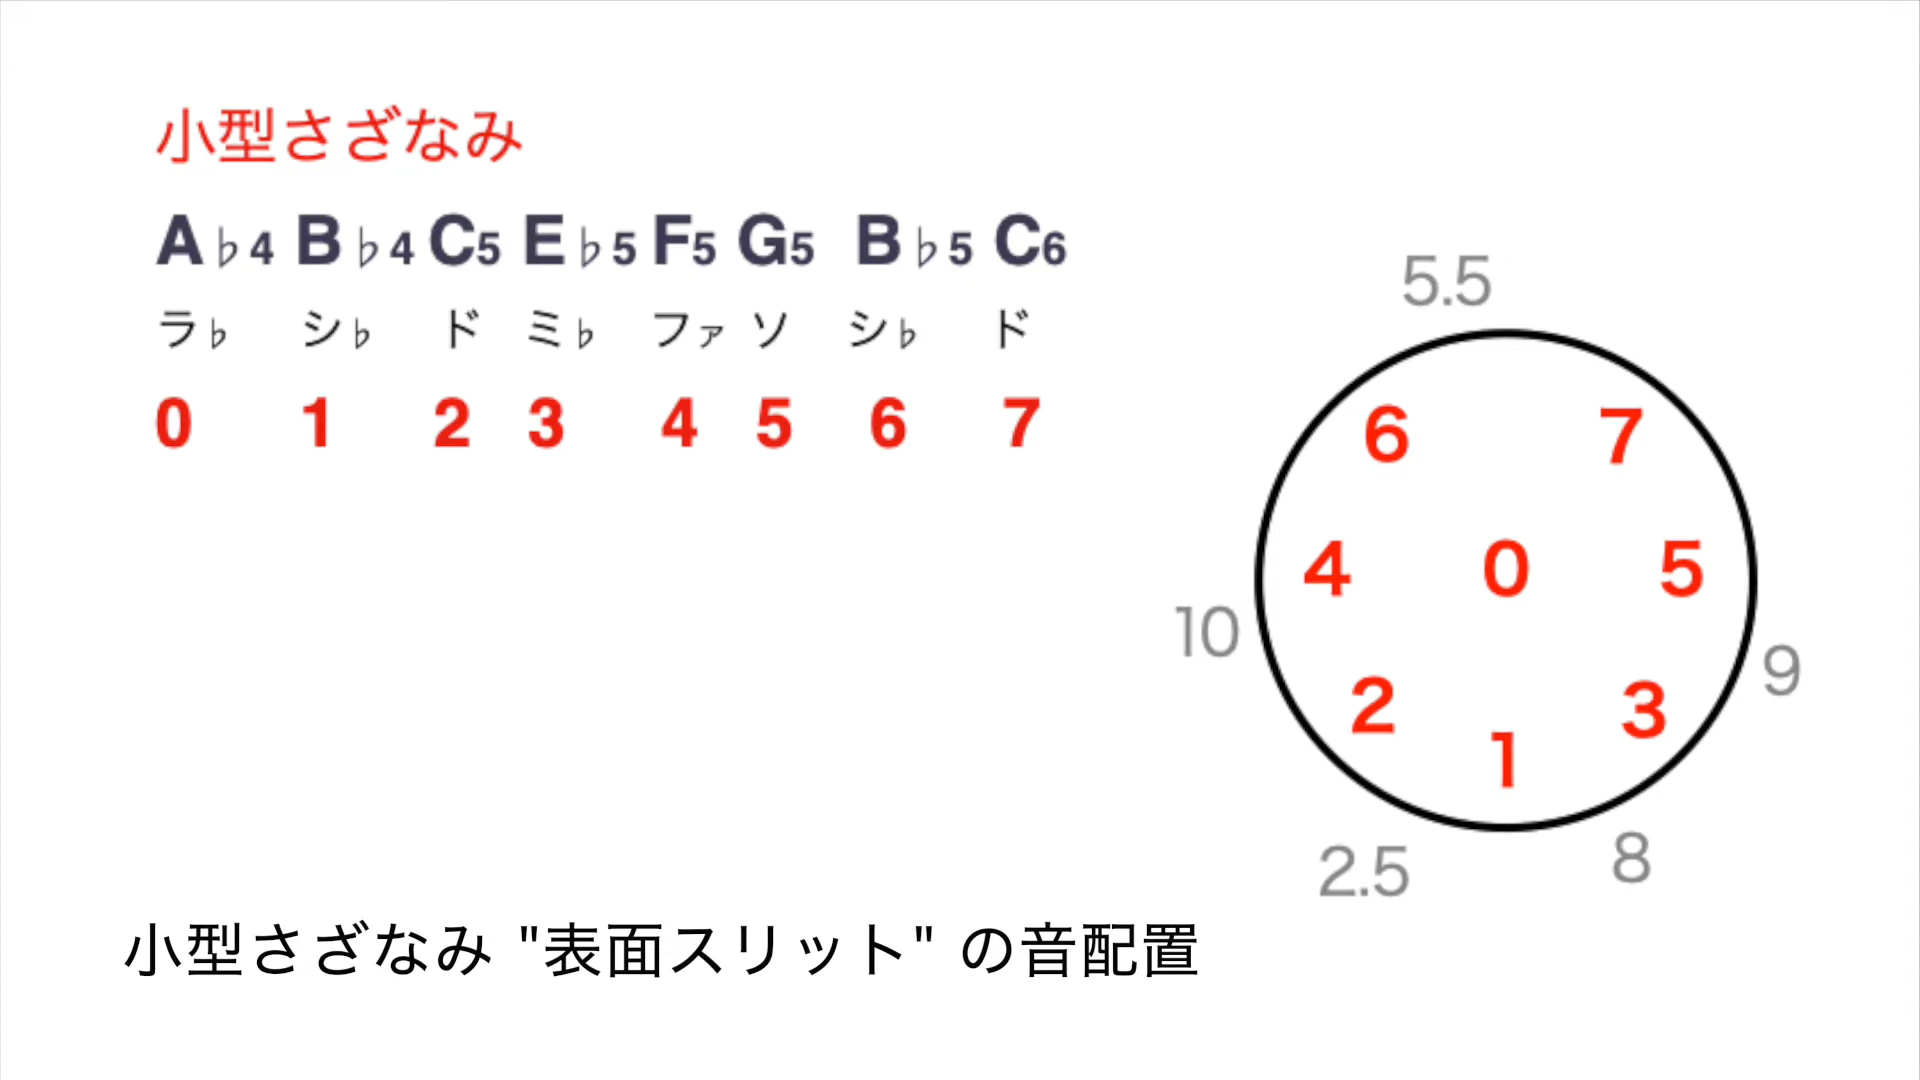 小型さざなみ
A♭4 B♭4 C5 E♭5 F5 G5 B♭5 C6
ラ♭ シ♭ ド ミ♭ ファ ソ シ♭ ド
0 1 2 3 4 5 6 7
5.5
6 7
4 0 5
10 9
2 3
1
2.5 8
小型さざなみ "表面スリット" の音配置